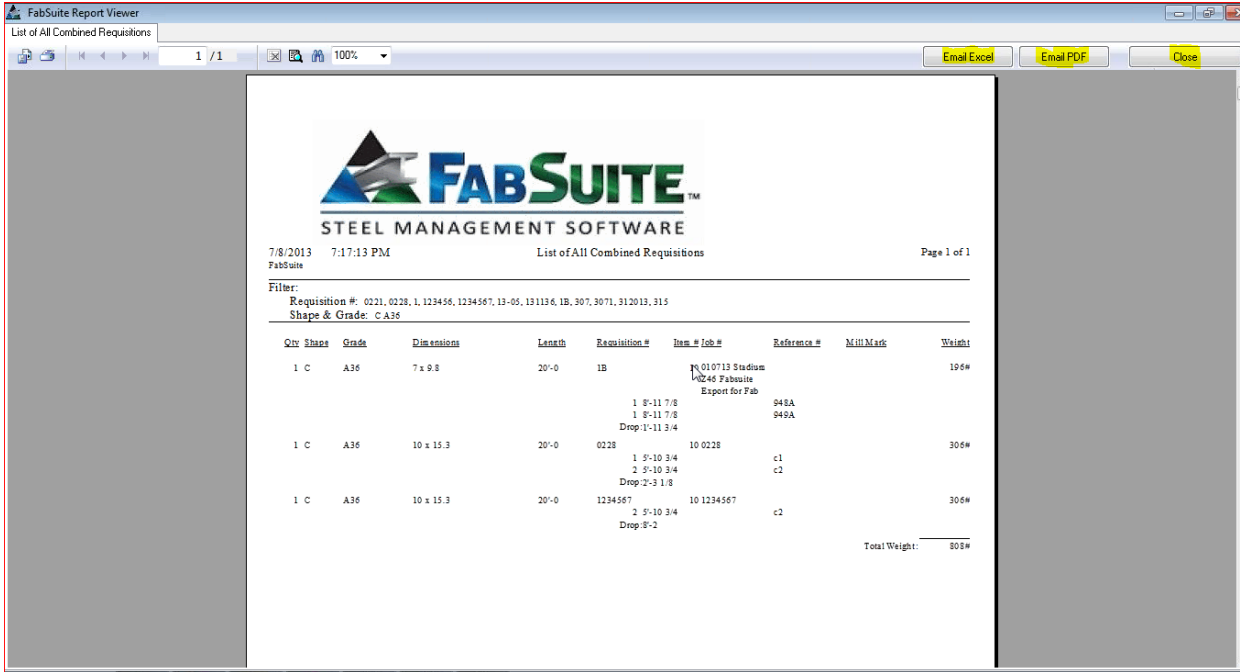 FabSuite Report Viewer
List of All Combined Requisitions
1 /1 100% Email Excel Email PDF Close
FABSUITE™
STEEL MANAGEMENT SOFTWARE
7/8/2013 7:17:13 PM List of All Combined Requisitions Page 1 of 1
FabSuite
Filter:
Requisition #: 0221, 0228, 1, 123456, 1234567, 13-05, 131136, 1B, 307, 3071, 312013, 315
Shape & Grade: C A36
Qty Shape Grade Dimensions Length Requisition # Item # Job # Reference # Mill Mark Weight
1 C A36 7 x 9.8 20'-0 1B 010713 Stadium 196#
0246 Fabsuite
Export for Fab
1 8'-11 7/8 948A
1 8'-11 7/8 949A
Drop:1'-11 3/4
1 C A36 10 x 15.3 20'-0 0228 10 0228 306#
1 5'-10 3/4 c1
2 5'-10 3/4 c2
Drop:2'-3 1/8
1 C A36 10 x 15.3 20'-0 1234567 10 1234567 306#
2 5'-10 3/4 c2
Drop:8'-2
Total Weight: 808#